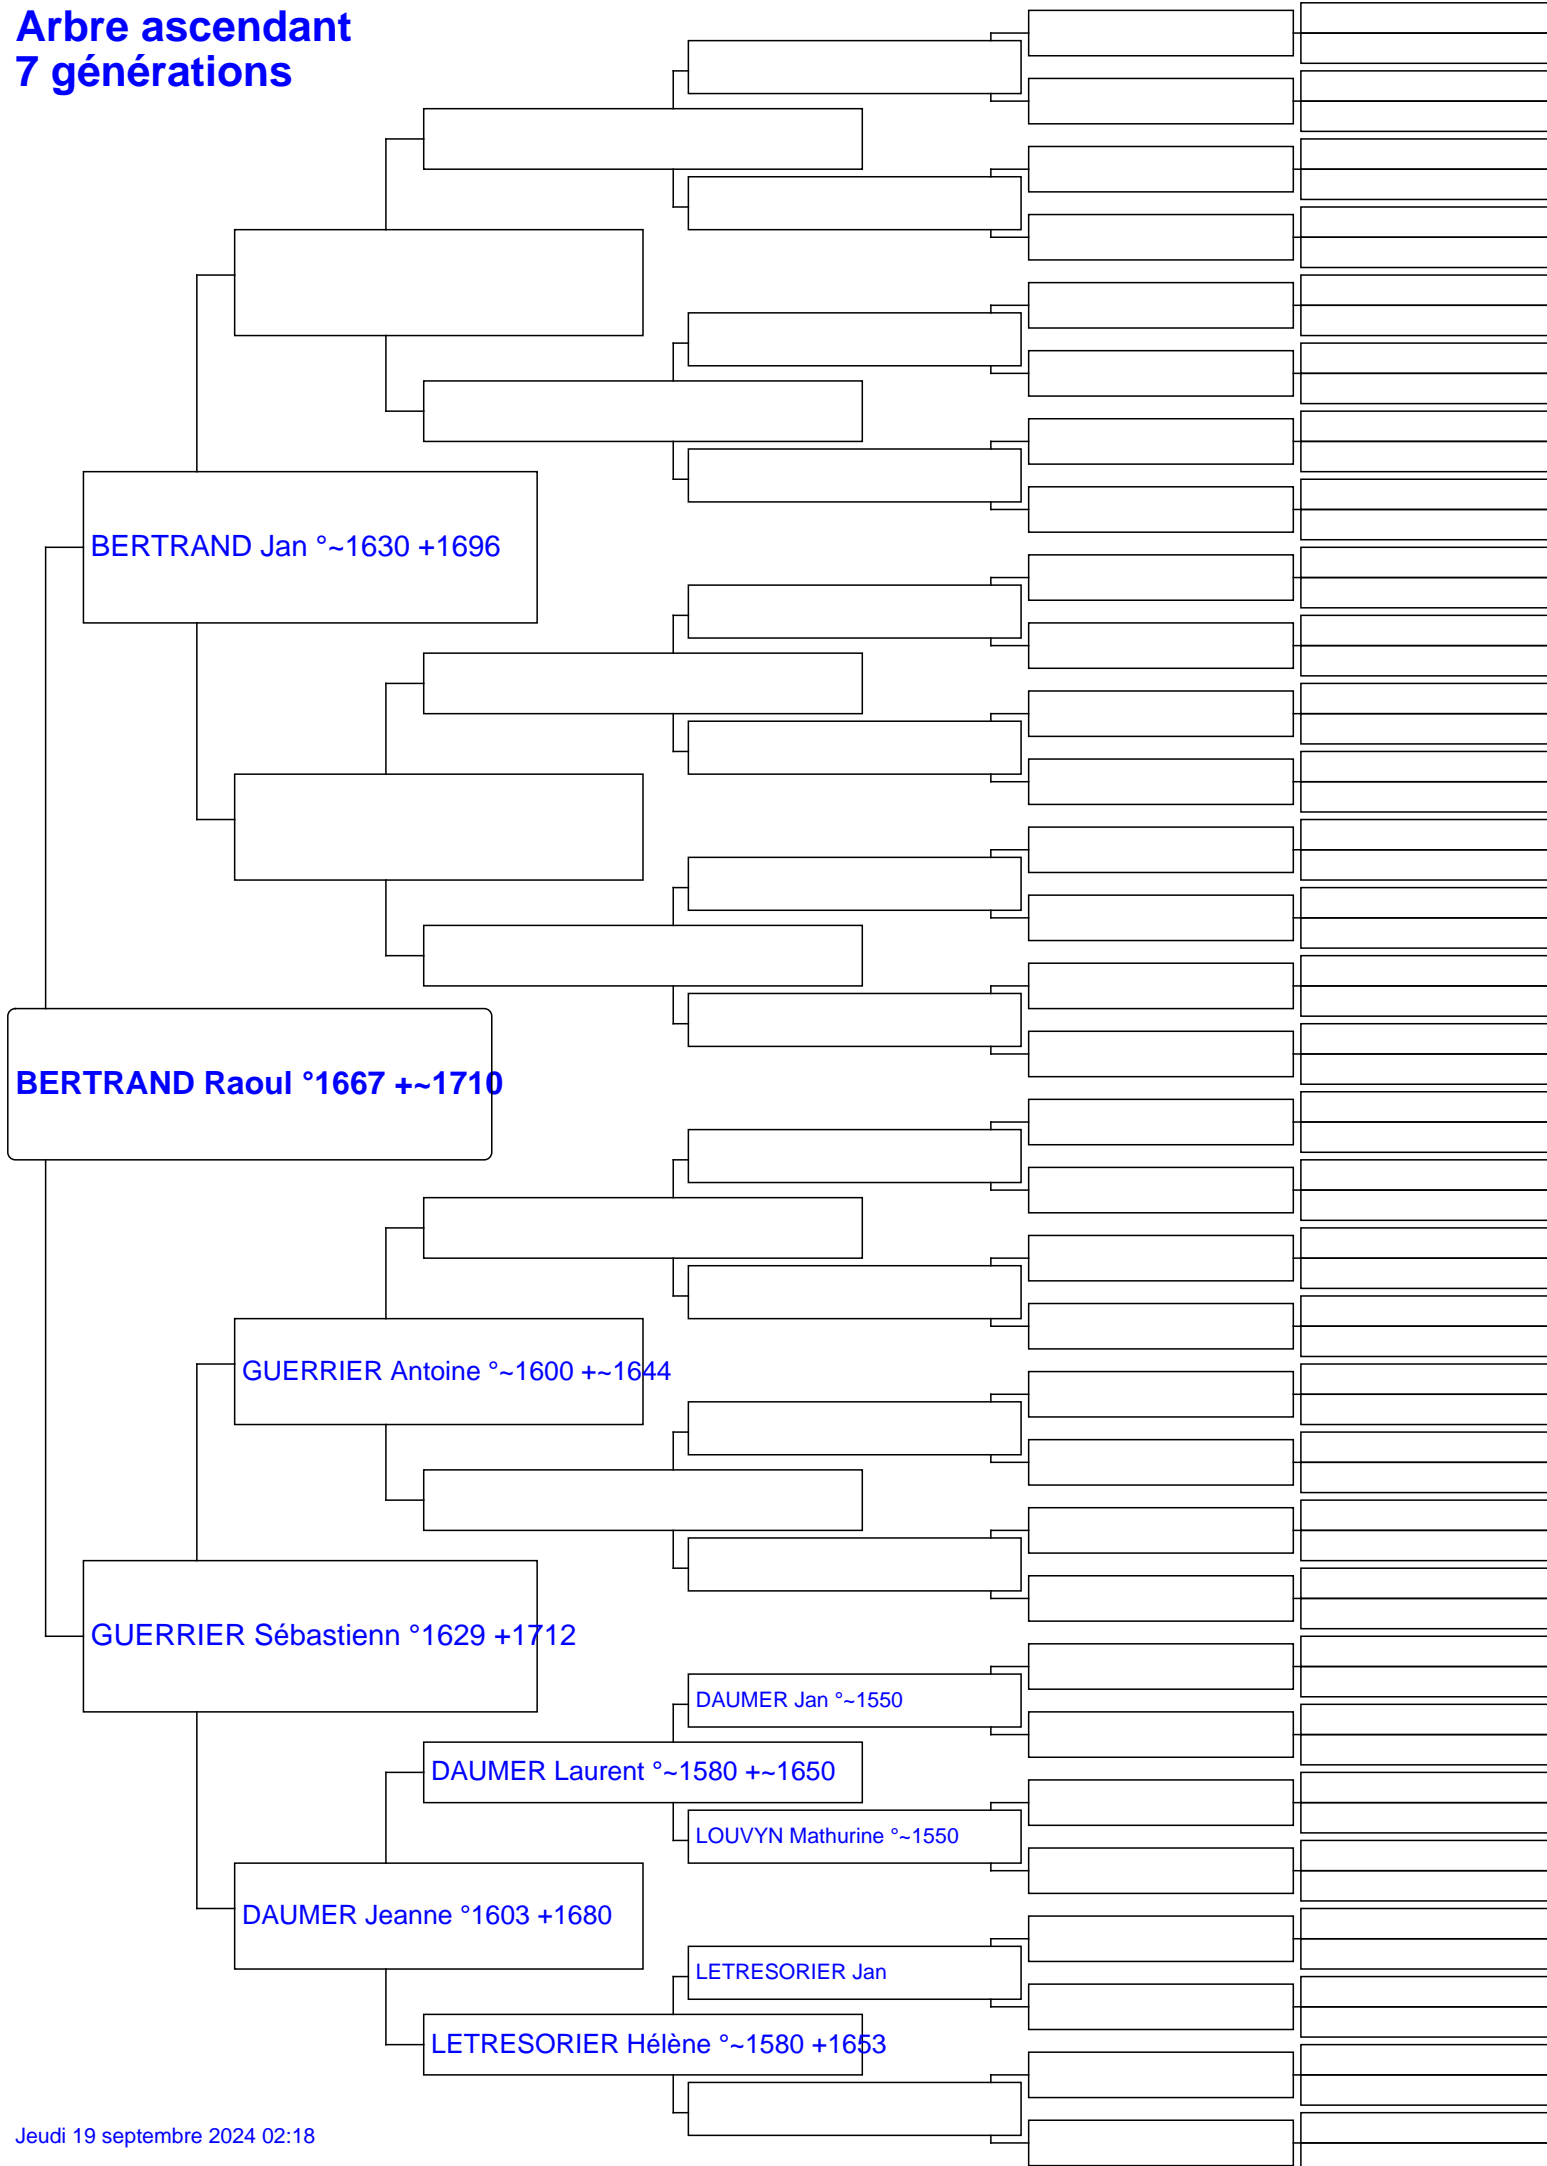 Arbre ascendant
7 générations
BERTRAND Jan °~1630 +1696
BERTRAND Raoul °1667 +~1710
GUERRIER Antoine °~1600 +~1644
GUERRIER Sébastienn °1629 +1712
DAUMER Jan °~1550
DAUMER Laurent °~1580 +~1650
LOUVYN Mathurine °~1550
DAUMER Jeanne °1603 +1680
LETRESORIER Jan
LETRESORIER Hélène °~1580 +1653
Jeudi 19 septembre 2024 02:18